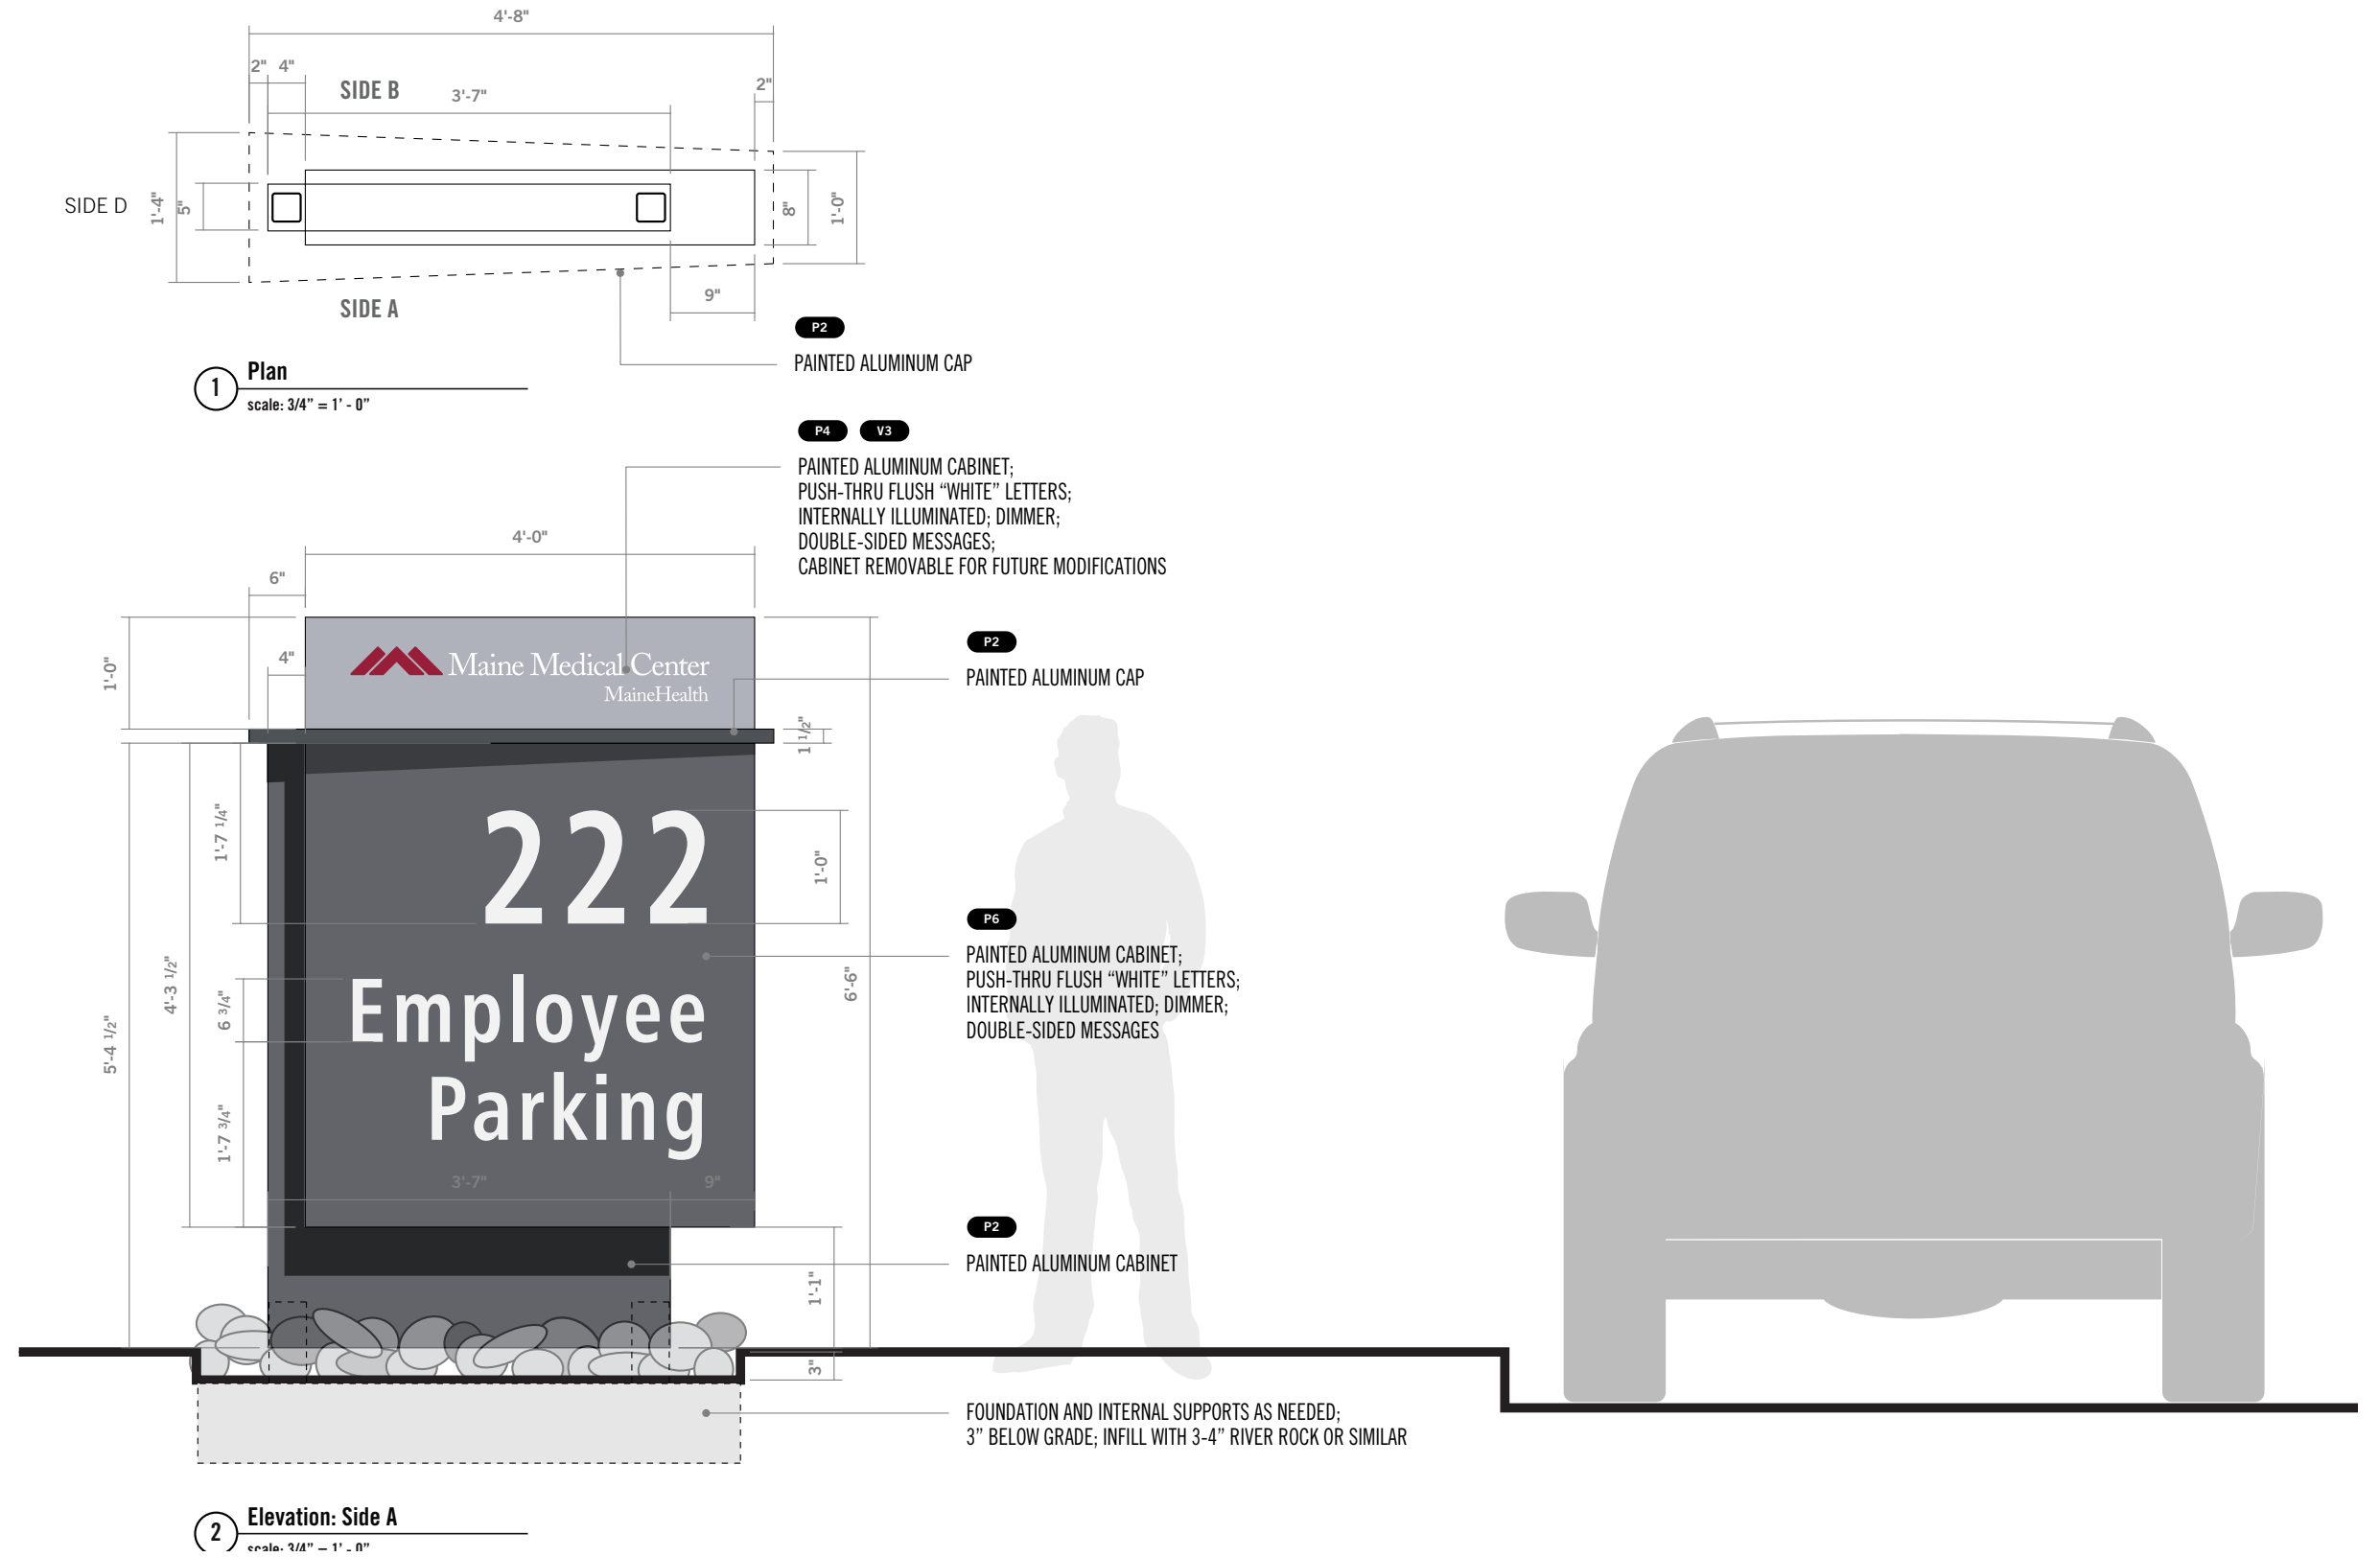 4'-8"
2" 4"
2"
SIDE B
3'-7"
SIDE D
1'-4"
5"
8"
1'-0"
SIDE A
9"
P2
PAINTED ALUMINUM CAP
1
Plan
scale: 3/4” = 1’ - 0”
P4 V3
PAINTED ALUMINUM CABINET;
PUSH-THRU FLUSH “WHITE” LETTERS;
INTERNALLY ILLUMINATED; DIMMER;
DOUBLE-SIDED MESSAGES;
CABINET REMOVABLE FOR FUTURE MODIFICATIONS
4'-0"
6"
1'-0"
4"
Maine Medical Center
MaineHealth
P2
PAINTED ALUMINUM CAP
1 1/2"
1'-7 1/4"
222
1'-0"
P6
PAINTED ALUMINUM CABINET;
PUSH-THRU FLUSH “WHITE” LETTERS;
INTERNALLY ILLUMINATED; DIMMER;
DOUBLE-SIDED MESSAGES
4'-3 1/2"
6 3/4"
6'-6"
Employee
5'-4 1/2"
1'-7 3/4"
Parking
3'-7"
9"
P2
PAINTED ALUMINUM CABINET
1'-1"
3"
FOUNDATION AND INTERNAL SUPPORTS AS NEEDED;
3” BELOW GRADE; INFILL WITH 3-4” RIVER ROCK OR SIMILAR
2
Elevation: Side A
scale: 3/4” = 1’ - 0”